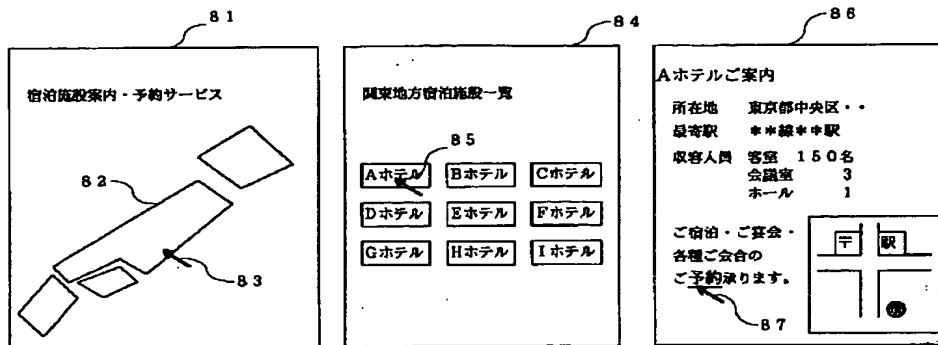 81
宿泊施設案内・予約サービス
82
83
84
関東地方宿泊施設一覧
85
Aホテル Bホテル Cホテル
Dホテル Eホテル Fホテル
Gホテル Hホテル Iホテル
86
Aホテルご案内
所在地 東京都中央区・・
最寄駅 **線**駅
収容人員 客室 150名
会議室 3
ホール 1
ご宿泊・ご宴会・
各種ご会合の
ご予約承ります。
〒 駅
87